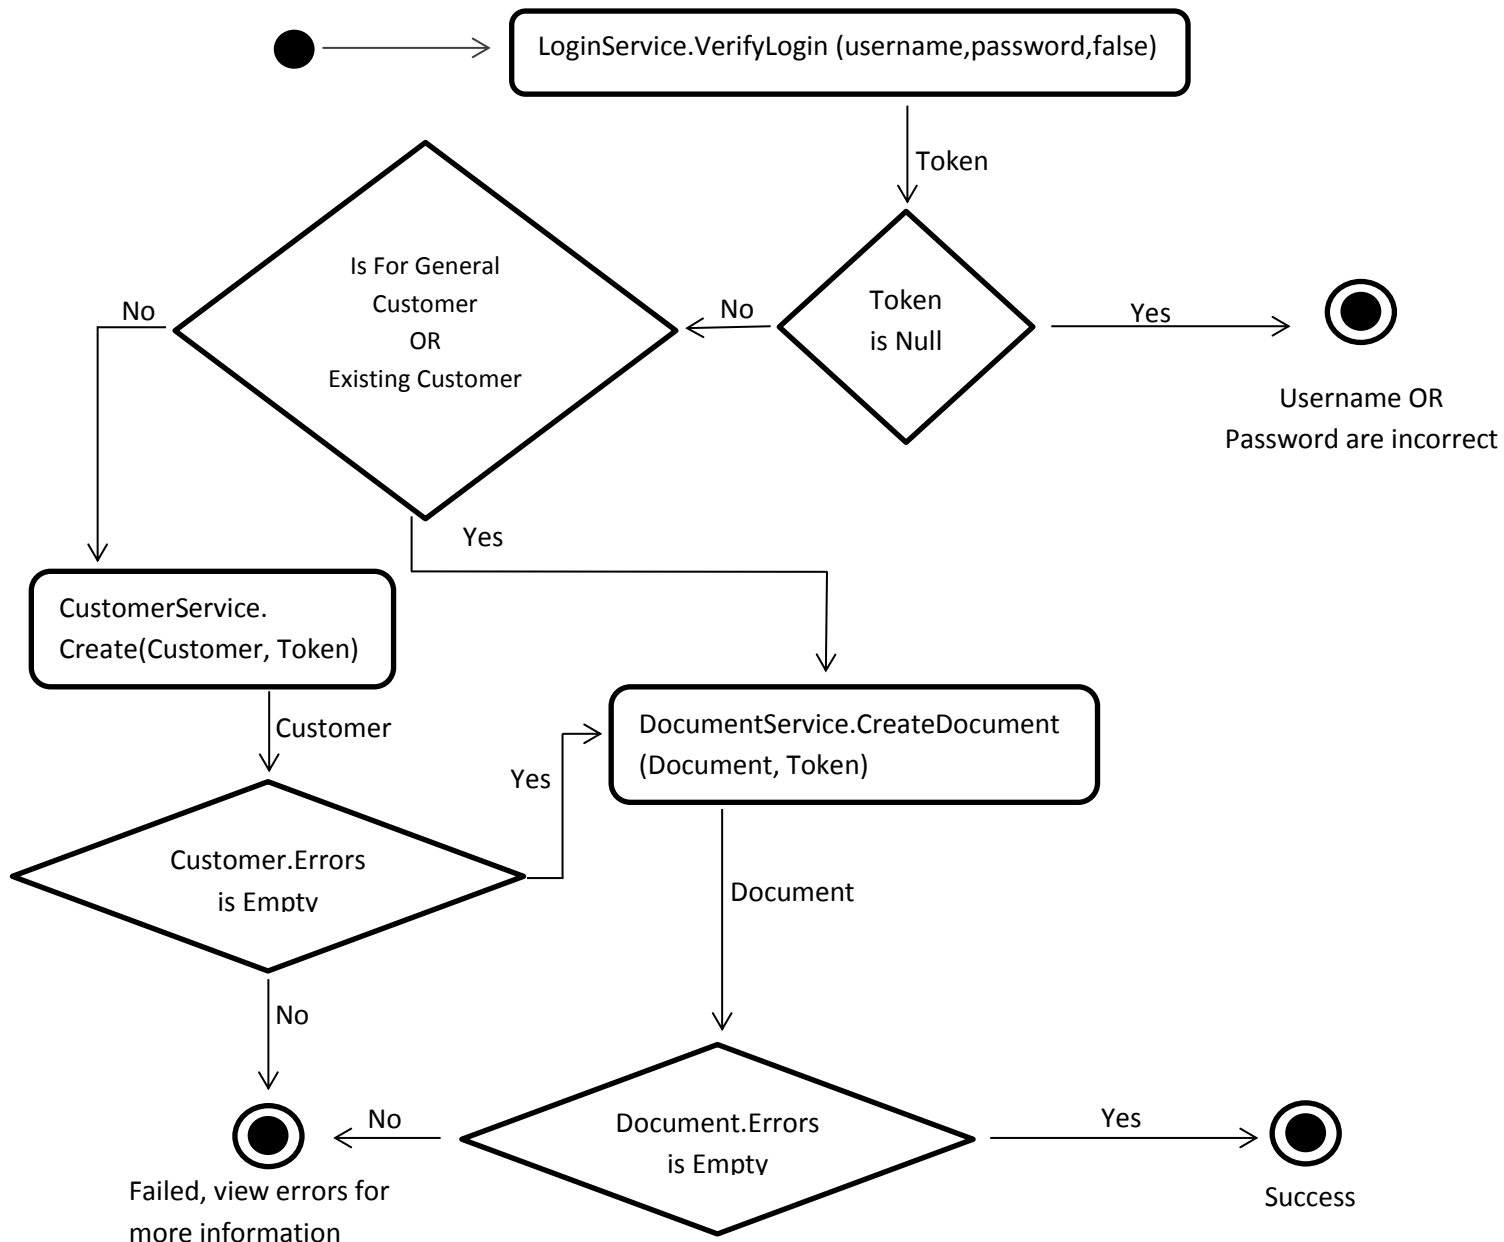 LoginService.VerifyLogin (username,password,false)
Token
Is For General
Customer
OR
Existing Customer
No
No
Token
is Null
Yes
Username OR
Password are incorrect
Yes
CustomerService.
Create(Customer, Token)
Customer
DocumentService.CreateDocument
(Document, Token)
Yes
Customer.Errors
is Empty
Document
No
No
Document.Errors
is Empty
Yes
Failed, view errors for
more information
Success